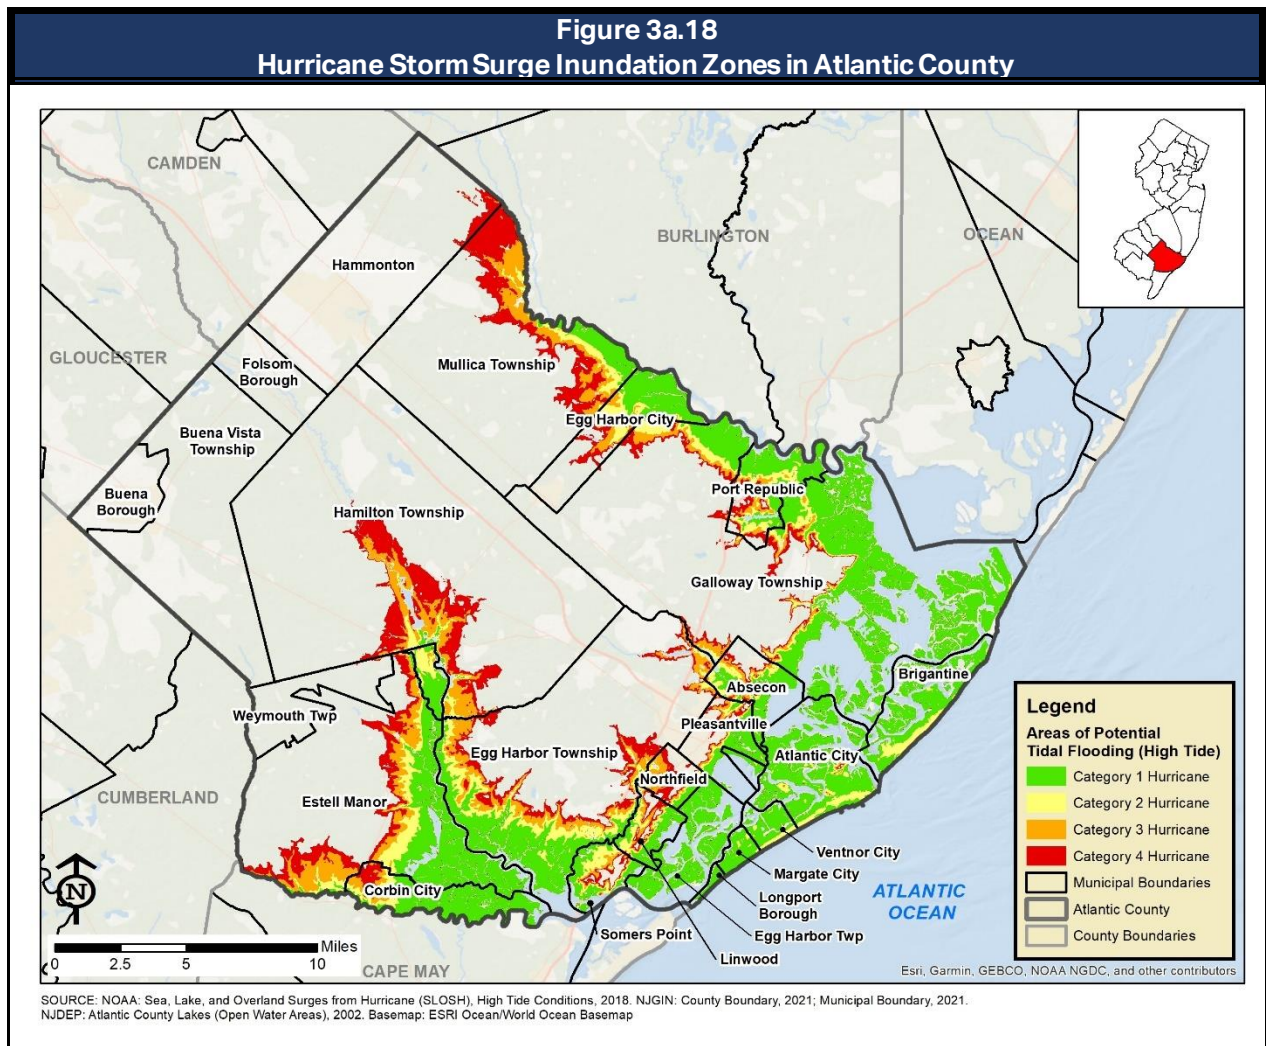 Figure 3a.18
Hurricane Storm Surge Inundation Zones in Atlantic County
CAMDEN
BURLINGTON
OCEAN
Hammonton
GLOUCESTER
Folsom
Borough
Mullica Township
Egg Harbor City
Buena Vista
Township
Buena
Borough
Port Republic
Hamilton Township
Galloway Township
Brigantine
Absecon
Weymouth Twp
Pleasantville
Egg Harbor Township
Atlantic City
Northfield
CUMBERLAND
Estell Manor
Ventnor City
Margate City
Corbin City
Longport
Borough
ATLANTIC
OCEAN
Somers Point
Egg Harbor Twp
Linwood
CAPE MAY
N
Miles
0 2.5 5 10
Legend
Areas of Potential
Tidal Flooding (High Tide)
Category 1 Hurricane
Category 2 Hurricane
Category 3 Hurricane
Category 4 Hurricane
Municipal Boundaries
Atlantic County
County Boundaries
Esri, Garmin, GEBCO, NOAA NGDC, and other contributors
SOURCE: NOAA: Sea, Lake, and Overland Surges from Hurricane (SLOSH), High Tide Conditions, 2018. NJGIN: County Boundary, 2021; Municipal Boundary, 2021.
NJDEP: Atlantic County Lakes (Open Water Areas), 2002. Basemap: ESRI Ocean/World Ocean Basemap